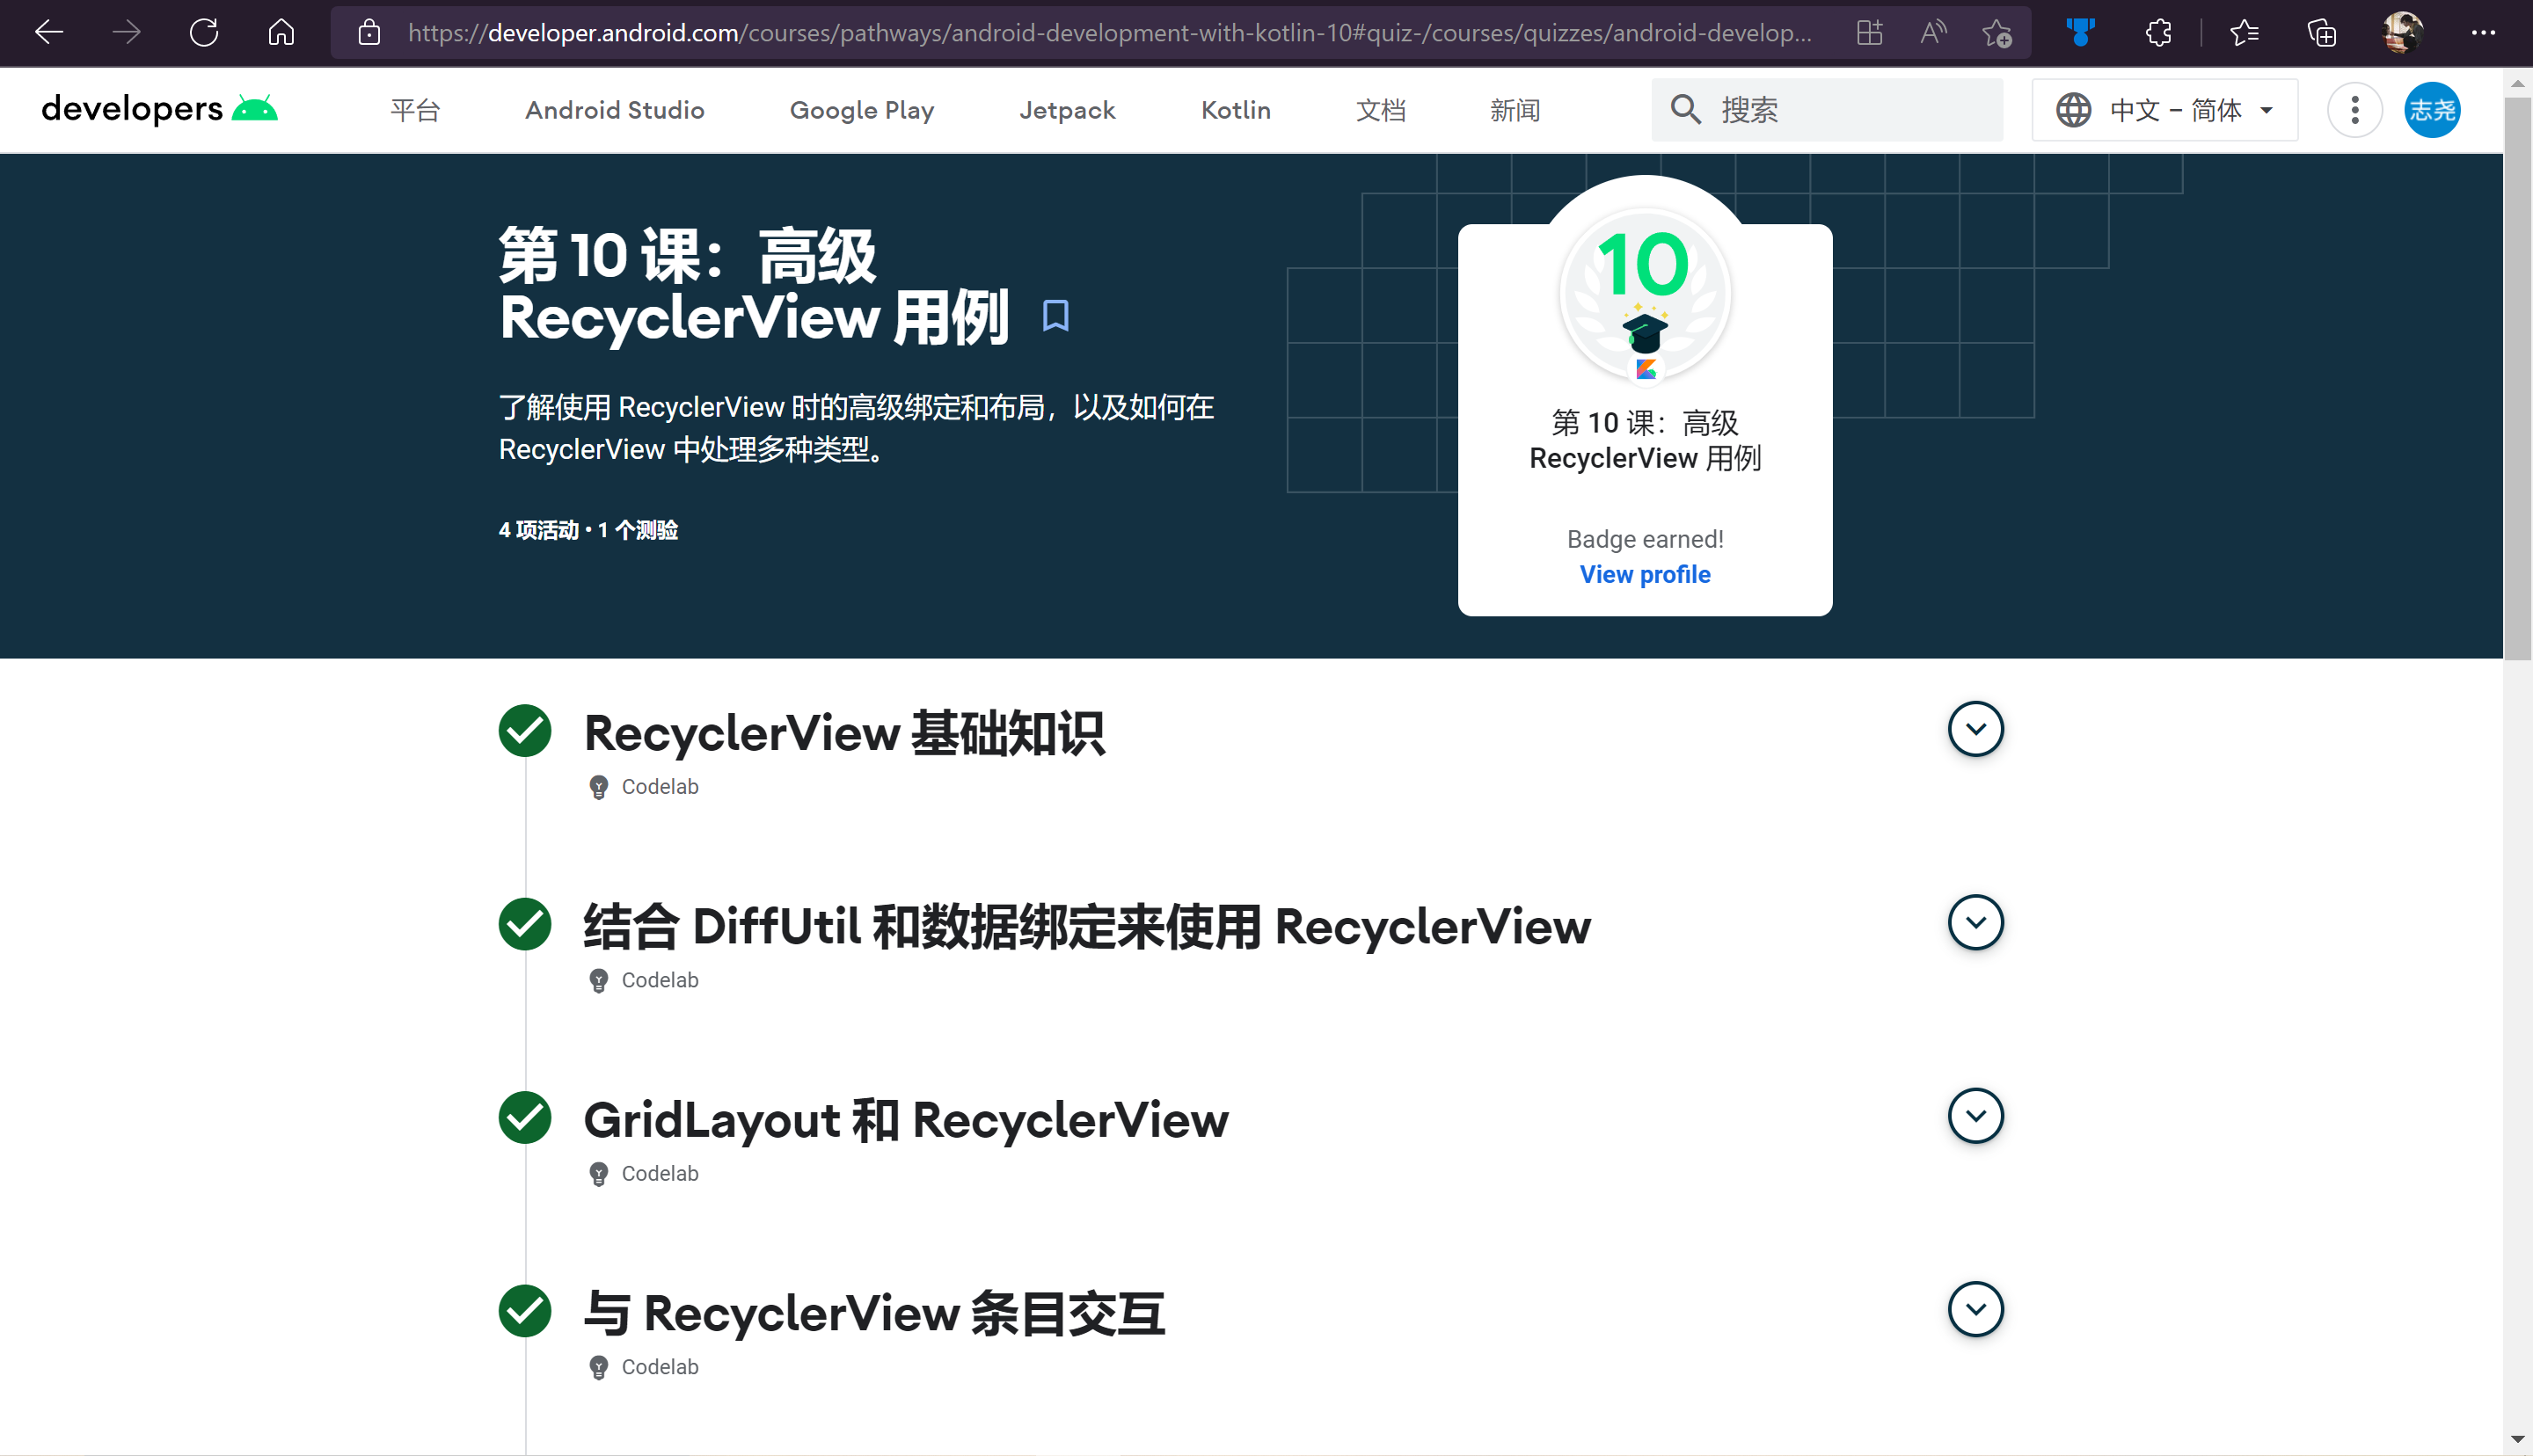 https://developer.android.com/courses/pathways/android-development-with-kotlin-10#quiz-/courses/quizzes/android-develop...
developers
平台
Android Studio
Google Play
Jetpack
Kotlin
文档
新闻
搜索
中文 – 简体
志尧
第 10 课：高级
RecyclerView 用例
了解使用 RecyclerView 时的高级绑定和布局，以及如何在
RecyclerView 中处理多种类型。
4 项活动 • 1 个测验
10
第 10 课：高级
RecyclerView 用例
Badge earned!
View profile
RecyclerView 基础知识
Codelab
结合 DiffUtil 和数据绑定来使用 RecyclerView
Codelab
GridLayout 和 RecyclerView
Codelab
与 RecyclerView 条目交互
Codelab